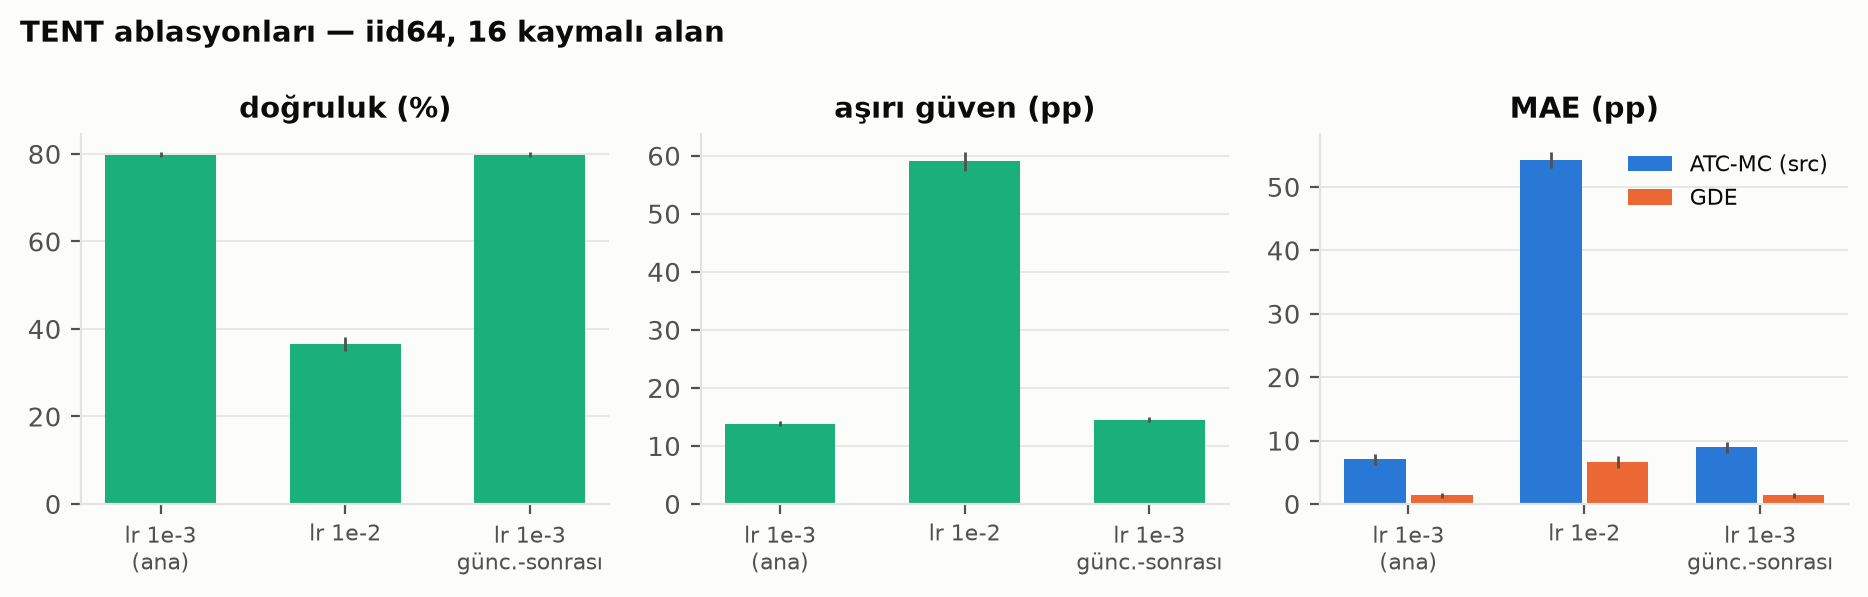 TENT ablasyonları — iid64, 16 kaymalı alan
doğruluk (%)
80
60
40
20
0
lr 1e-3
(ana)
lr 1e-2
lr 1e-3
günc.-sonrası
aşırı güven (pp)
60
50
40
30
20
10
0
lr 1e-3
(ana)
lr 1e-2
lr 1e-3
günc.-sonrası
MAE (pp)
ATC-MC (src)
GDE
50
40
30
20
10
0
lr 1e-3
(ana)
lr 1e-2
lr 1e-3
günc.-sonrası